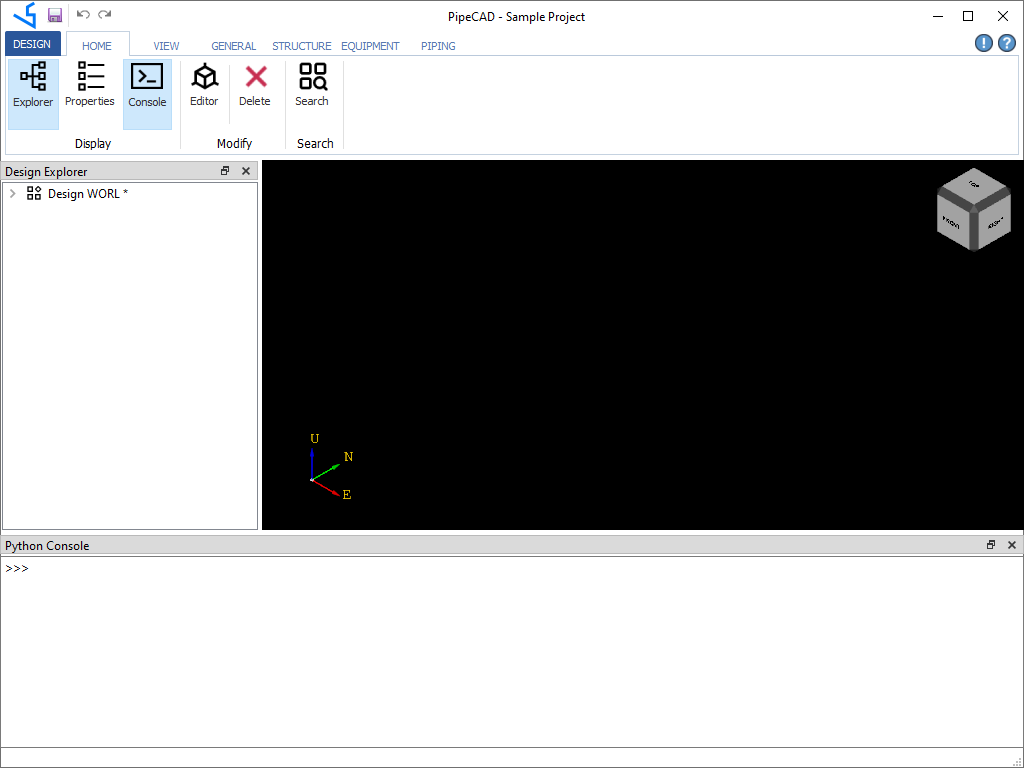 PipeCAD - Sample Project
DESIGN HOME VIEW GENERAL STRUCTURE EQUIPMENT PIPING
Explorer Properties Console Editor Delete Search
Display Modify Search
Design Explorer
Design WORL *
TOP
FRONT RIGHT
U
N
E
Python Console
>>>